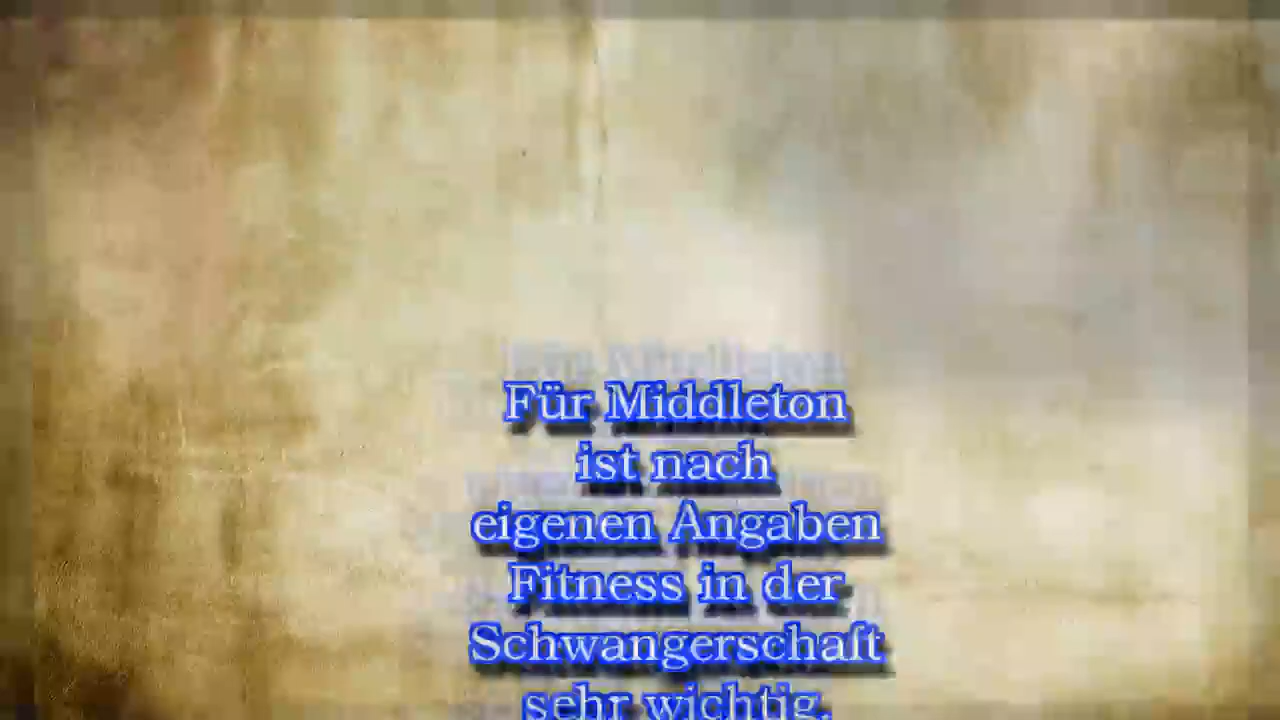 Für Middleton
ist nach
eigenen Angaben
Fitness in der
Schwangerschaft
sehr wichtig.